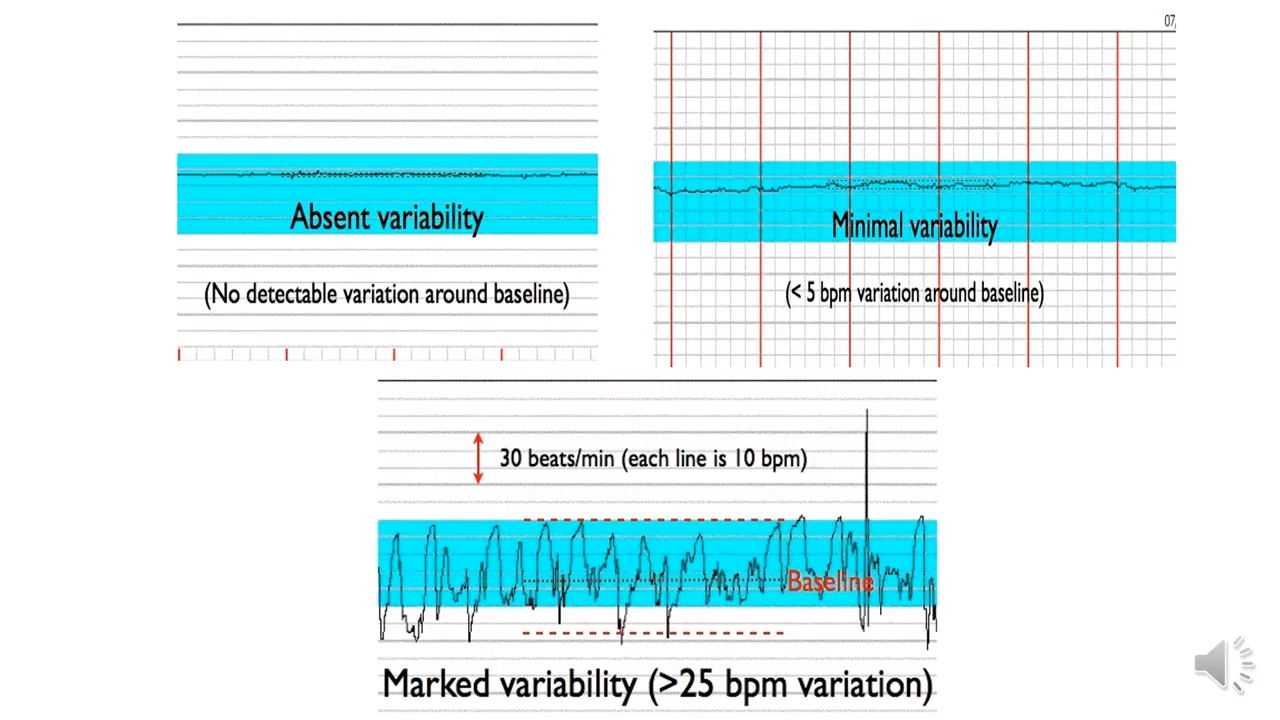 07,
Absent variability
(No detectable variation around baseline)
Minimal variability
(< 5 bpm variation around baseline)
30 beats/min (each line is 10 bpm)
Baseline
Marked variability (>25 bpm variation)